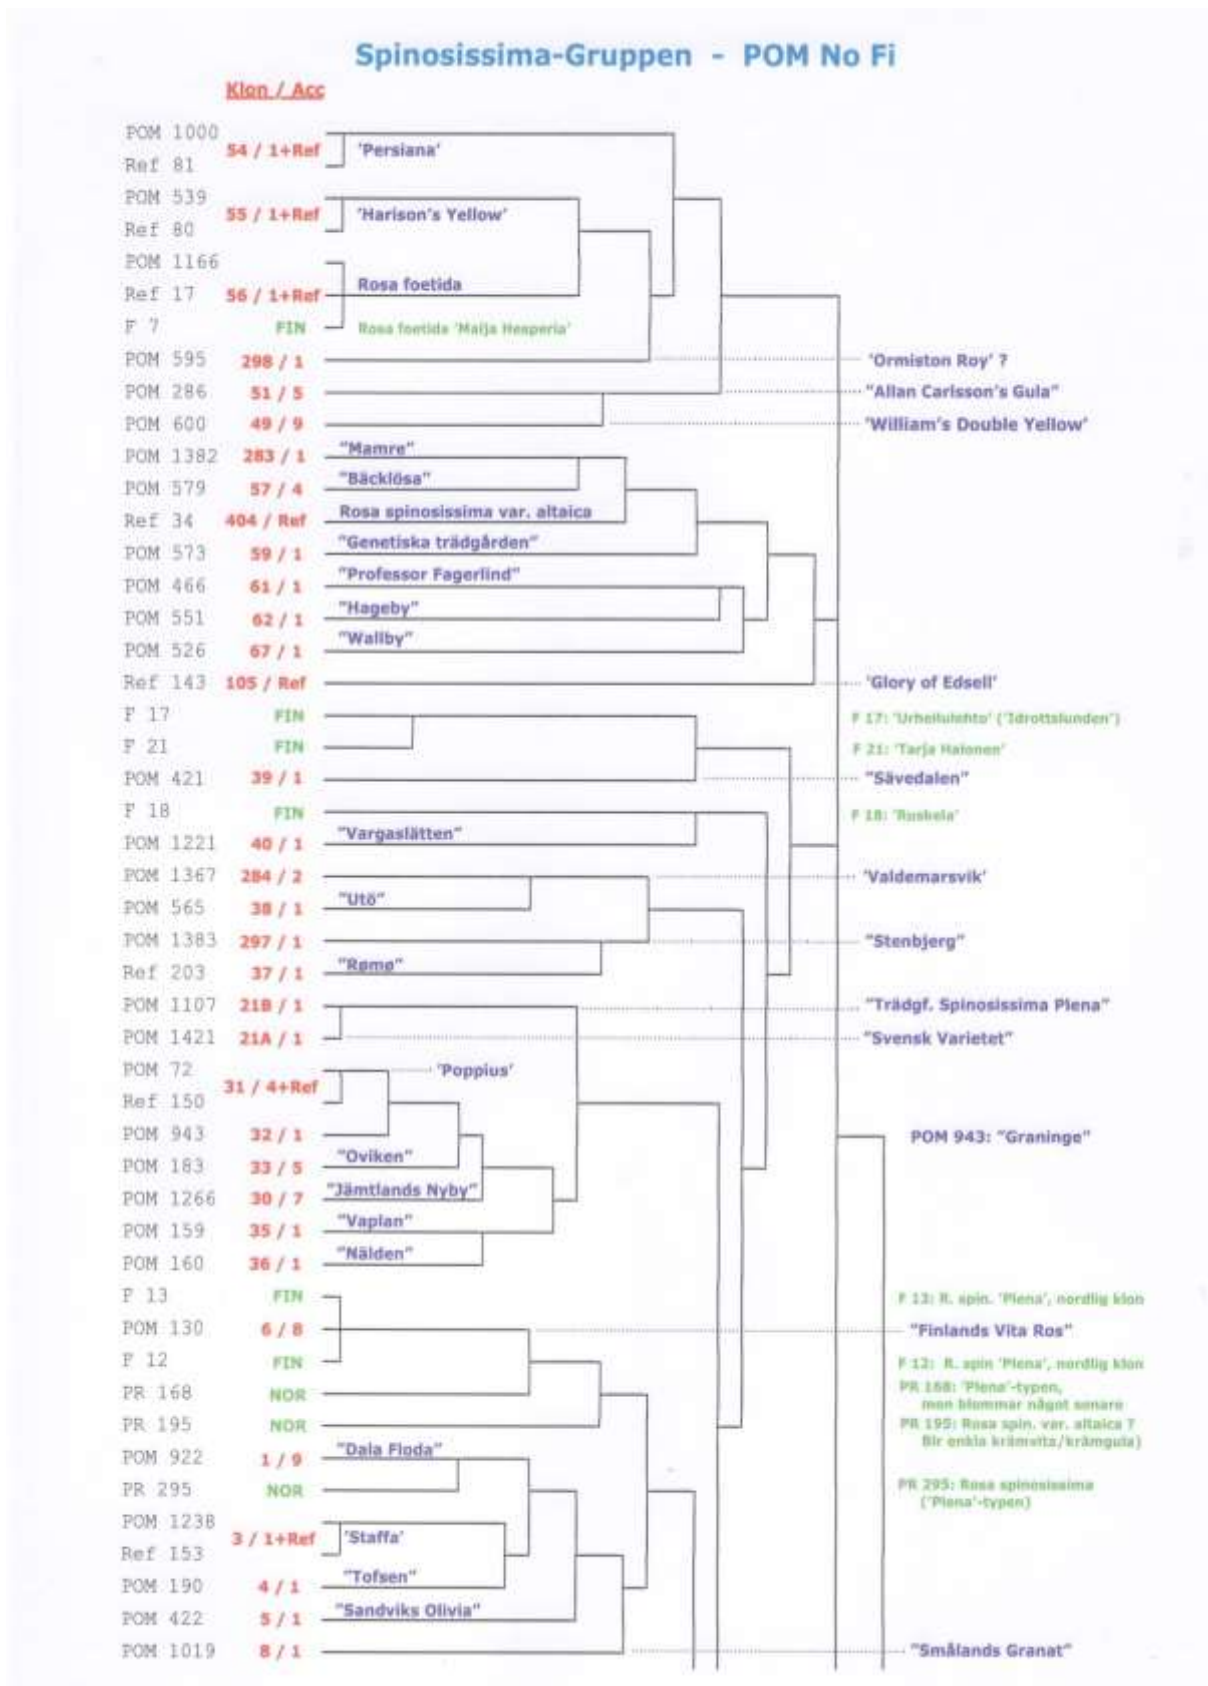 Spinosissima-Gruppen - POM No Fi
Klon / Acc
POM 1000
54 / 1+Ref 'Persiana'
Ref 81
POM 539
55 / 1+Ref 'Harison's Yellow'
Ref 80
POM 1166
Ref 17 56 / 1+Ref Rosa foetida
F 7 FIN Rosa foetida 'Maija Hesperia'
POM 595 298 / 1 'Ormiston Roy' ?
POM 286 51 / 5 "Allan Carlsson's Gula"
POM 600 49 / 9 'William's Double Yellow'
POM 1382 283 / 1 "Mamre"
POM 579 57 / 4 "Bäcklösa"
Ref 34 404 / Ref Rosa spinosissima var. altaica
POM 573 59 / 1 "Genetiska trädgården"
POM 466 61 / 1 "Professor Fagerlind"
POM 551 62 / 1 "Hageby"
POM 526 67 / 1 "Wallby"
Ref 143 105 / Ref 'Glory of Edsell'
F 17 FIN F 17: 'Urheilulehto' ('Idrottslunden')
F 21 FIN F 21: 'Tarja Halonen'
POM 421 39 / 1 "Sävedalen"
F 18 FIN F 18: 'Ruskela'
POM 1221 40 / 1 "Vargaslätten"
POM 1367 284 / 2 'Valdemarsvik'
POM 565 38 / 1 "Utö"
POM 1383 297 / 1 "Stenbjerg"
Ref 203 37 / 1 "Rømø"
POM 1107 21B / 1 "Trädgf. Spinosissima Plena"
POM 1421 21A / 1 "Svensk Varietet"
POM 72 'Poppius'
31 / 4+Ref
Ref 150
POM 943 32 / 1 POM 943: "Graninge"
POM 183 33 / 5 "Oviken"
POM 1266 30 / 7 "Jämtlands Nyby"
POM 159 35 / 1 "Vaplan"
POM 160 36 / 1 "Nälden"
F 13 FIN F 13: R. spin. 'Plena', nordlig klon
POM 130 6 / 8 "Finlands Vita Ros"
F 12 FIN F 12: R. spin 'Plena', nordlig klon
PR 168 NOR PR 168: 'Plena'-typen,
men blommar något senare
PR 195 NOR PR 195: Rosa spin. var. altaica ?
Blr enkla krämvita/krämgula)
POM 922 1 / 9 "Dala Floda"
PR 295 NOR PR 295: Rosa spinosissima
('Plena'-typen)
POM 1238
3 / 1+Ref 'Staffa'
Ref 153
POM 190 4 / 1 "Tofsen"
POM 422 5 / 1 "Sandviks Olivia"
POM 1019 8 / 1 "Smålands Granat"